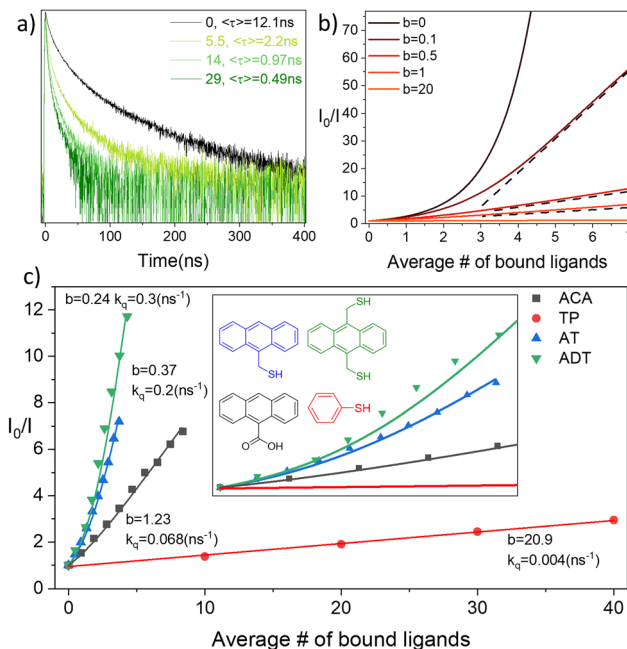 a)
0, <τ>=12.1ns
5.5, <τ>=2.2ns
14, <τ>=0.97ns
29, <τ>=0.49ns
0 100 200 300 400
Time(ns)
b)
b=0
b=0.1
b=0.5
b=1
b=20
I₀/I
70
60
50
40
30
20
10
0
0 1 2 3 4 5 6 7
Average # of bound ligands
c)
b=0.24 kq=0.3(ns⁻¹)
b=0.37
kq=0.2(ns⁻¹)
b=1.23
kq=0.068(ns⁻¹)
b=20.9
kq=0.004(ns⁻¹)
SH
SH
SH
SH
O
OH
ACA
TP
AT
ADT
I₀/I
12
10
8
6
4
2
0
0 10 20 30 40
Average # of bound ligands